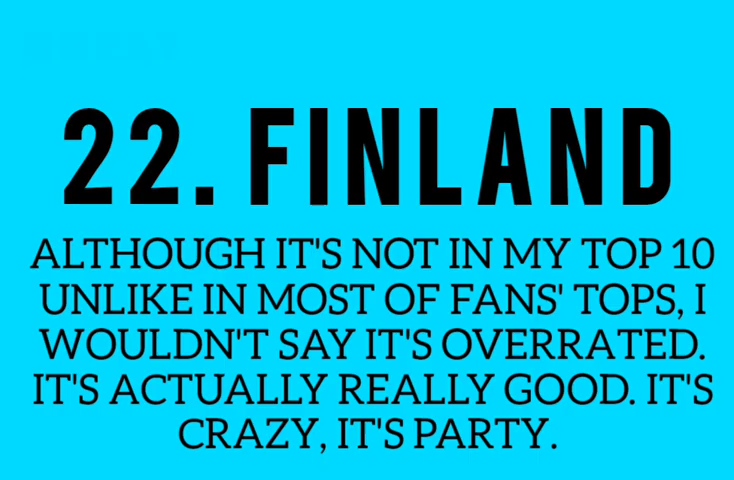 22. FINLAND
ALTHOUGH IT'S NOT IN MY TOP 10
UNLIKE IN MOST OF FANS' TOPS, I
WOULDN'T SAY IT'S OVERRATED.
IT'S ACTUALLY REALLY GOOD. IT'S
CRAZY, IT'S PARTY.